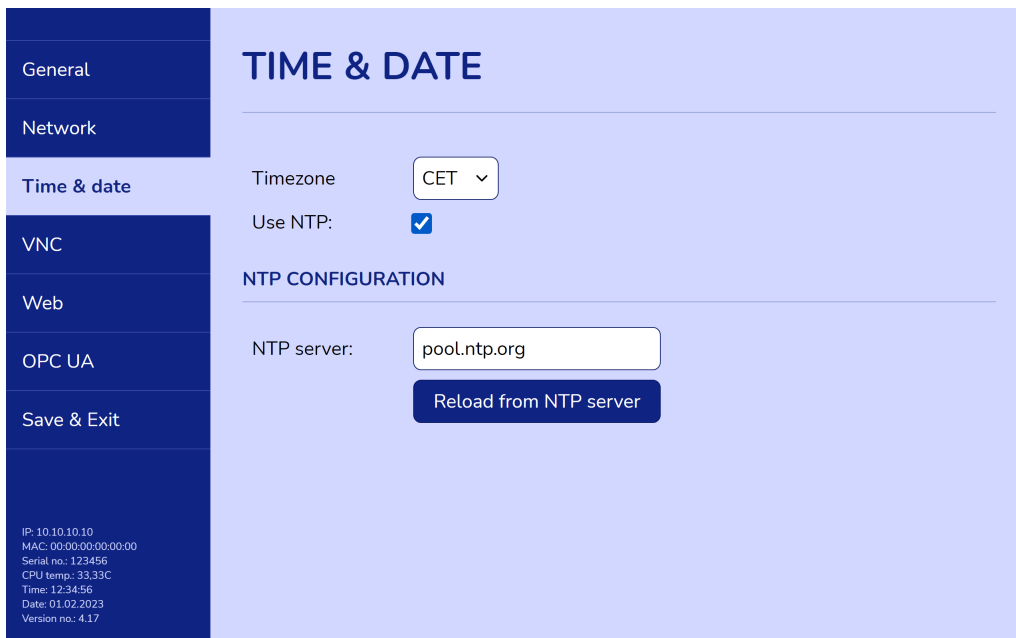 General
Network
Time & date
VNC
Web
OPC UA
Save & Exit
IP: 10.10.10.10
MAC: 00:00:00:00:00:00
Serial no.: 123456
CPU temp.: 33,33C
Time: 12:34:56
Date: 01.02.2023
Version no.: 4.17
TIME & DATE
Timezone CET
Use NTP:
NTP CONFIGURATION
NTP server: pool.ntp.org
Reload from NTP server